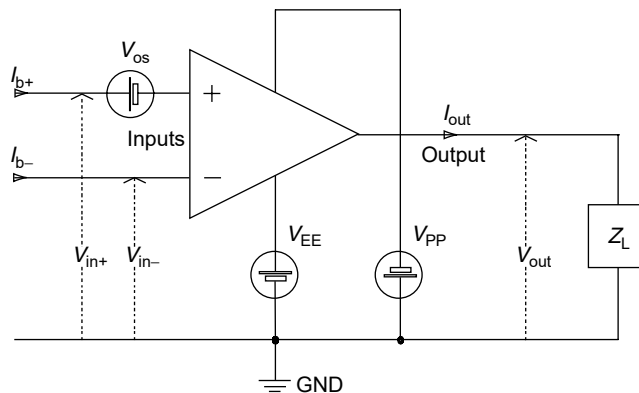 V_os
I_b+
+
Inputs
I_out
Output
I_b–
–
V_in+
V_in–
V_EE
V_PP
V_out
Z_L
GND